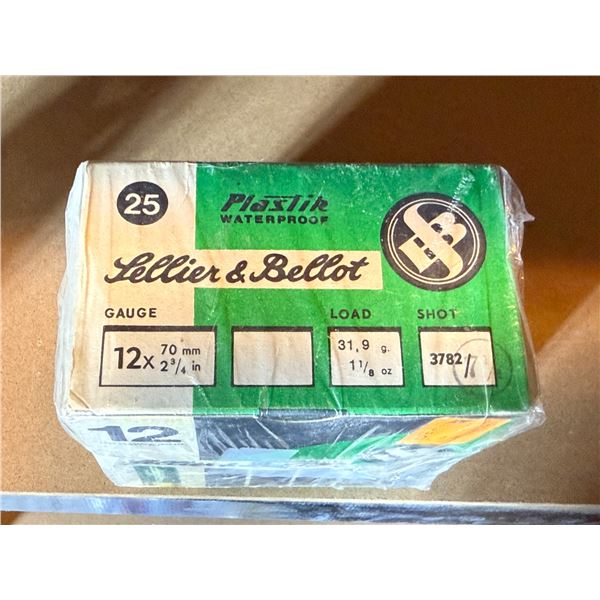 25
Plastik
WATERPROOF
SB
Sellier & Bellot
GAUGE LOAD SHOT
12x 70 mm 2 3/4 in
31,9 g. 1 1/8 oz
3782/
12